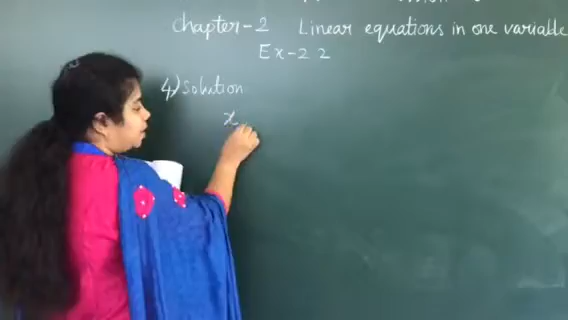 chapter-2 Linear equations in one variable
Ex-2 2
4) Solution
x